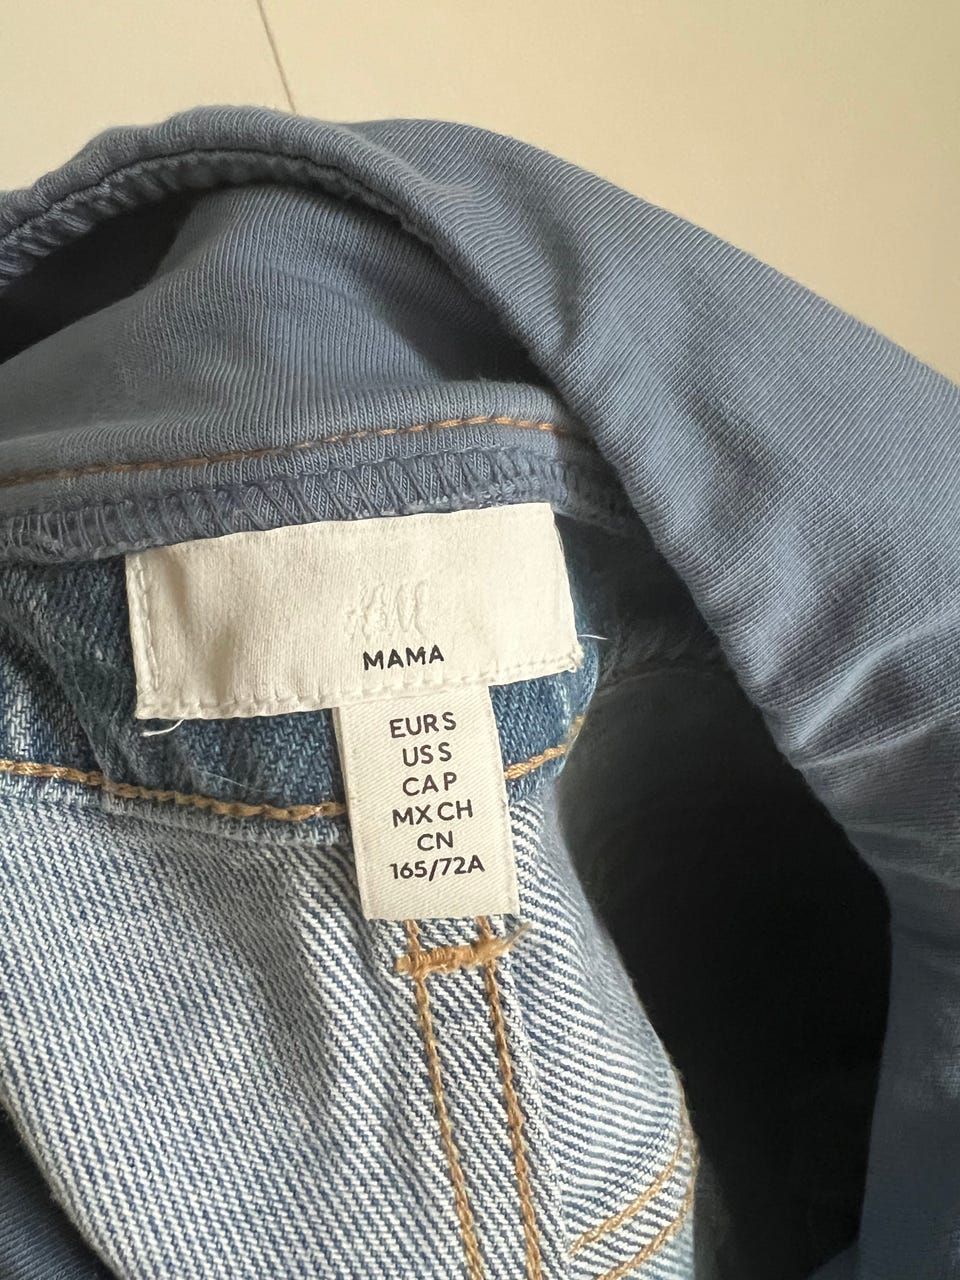 H&M
MAMA
EUR S
US S
CA P
MX CH
CN
165/72A